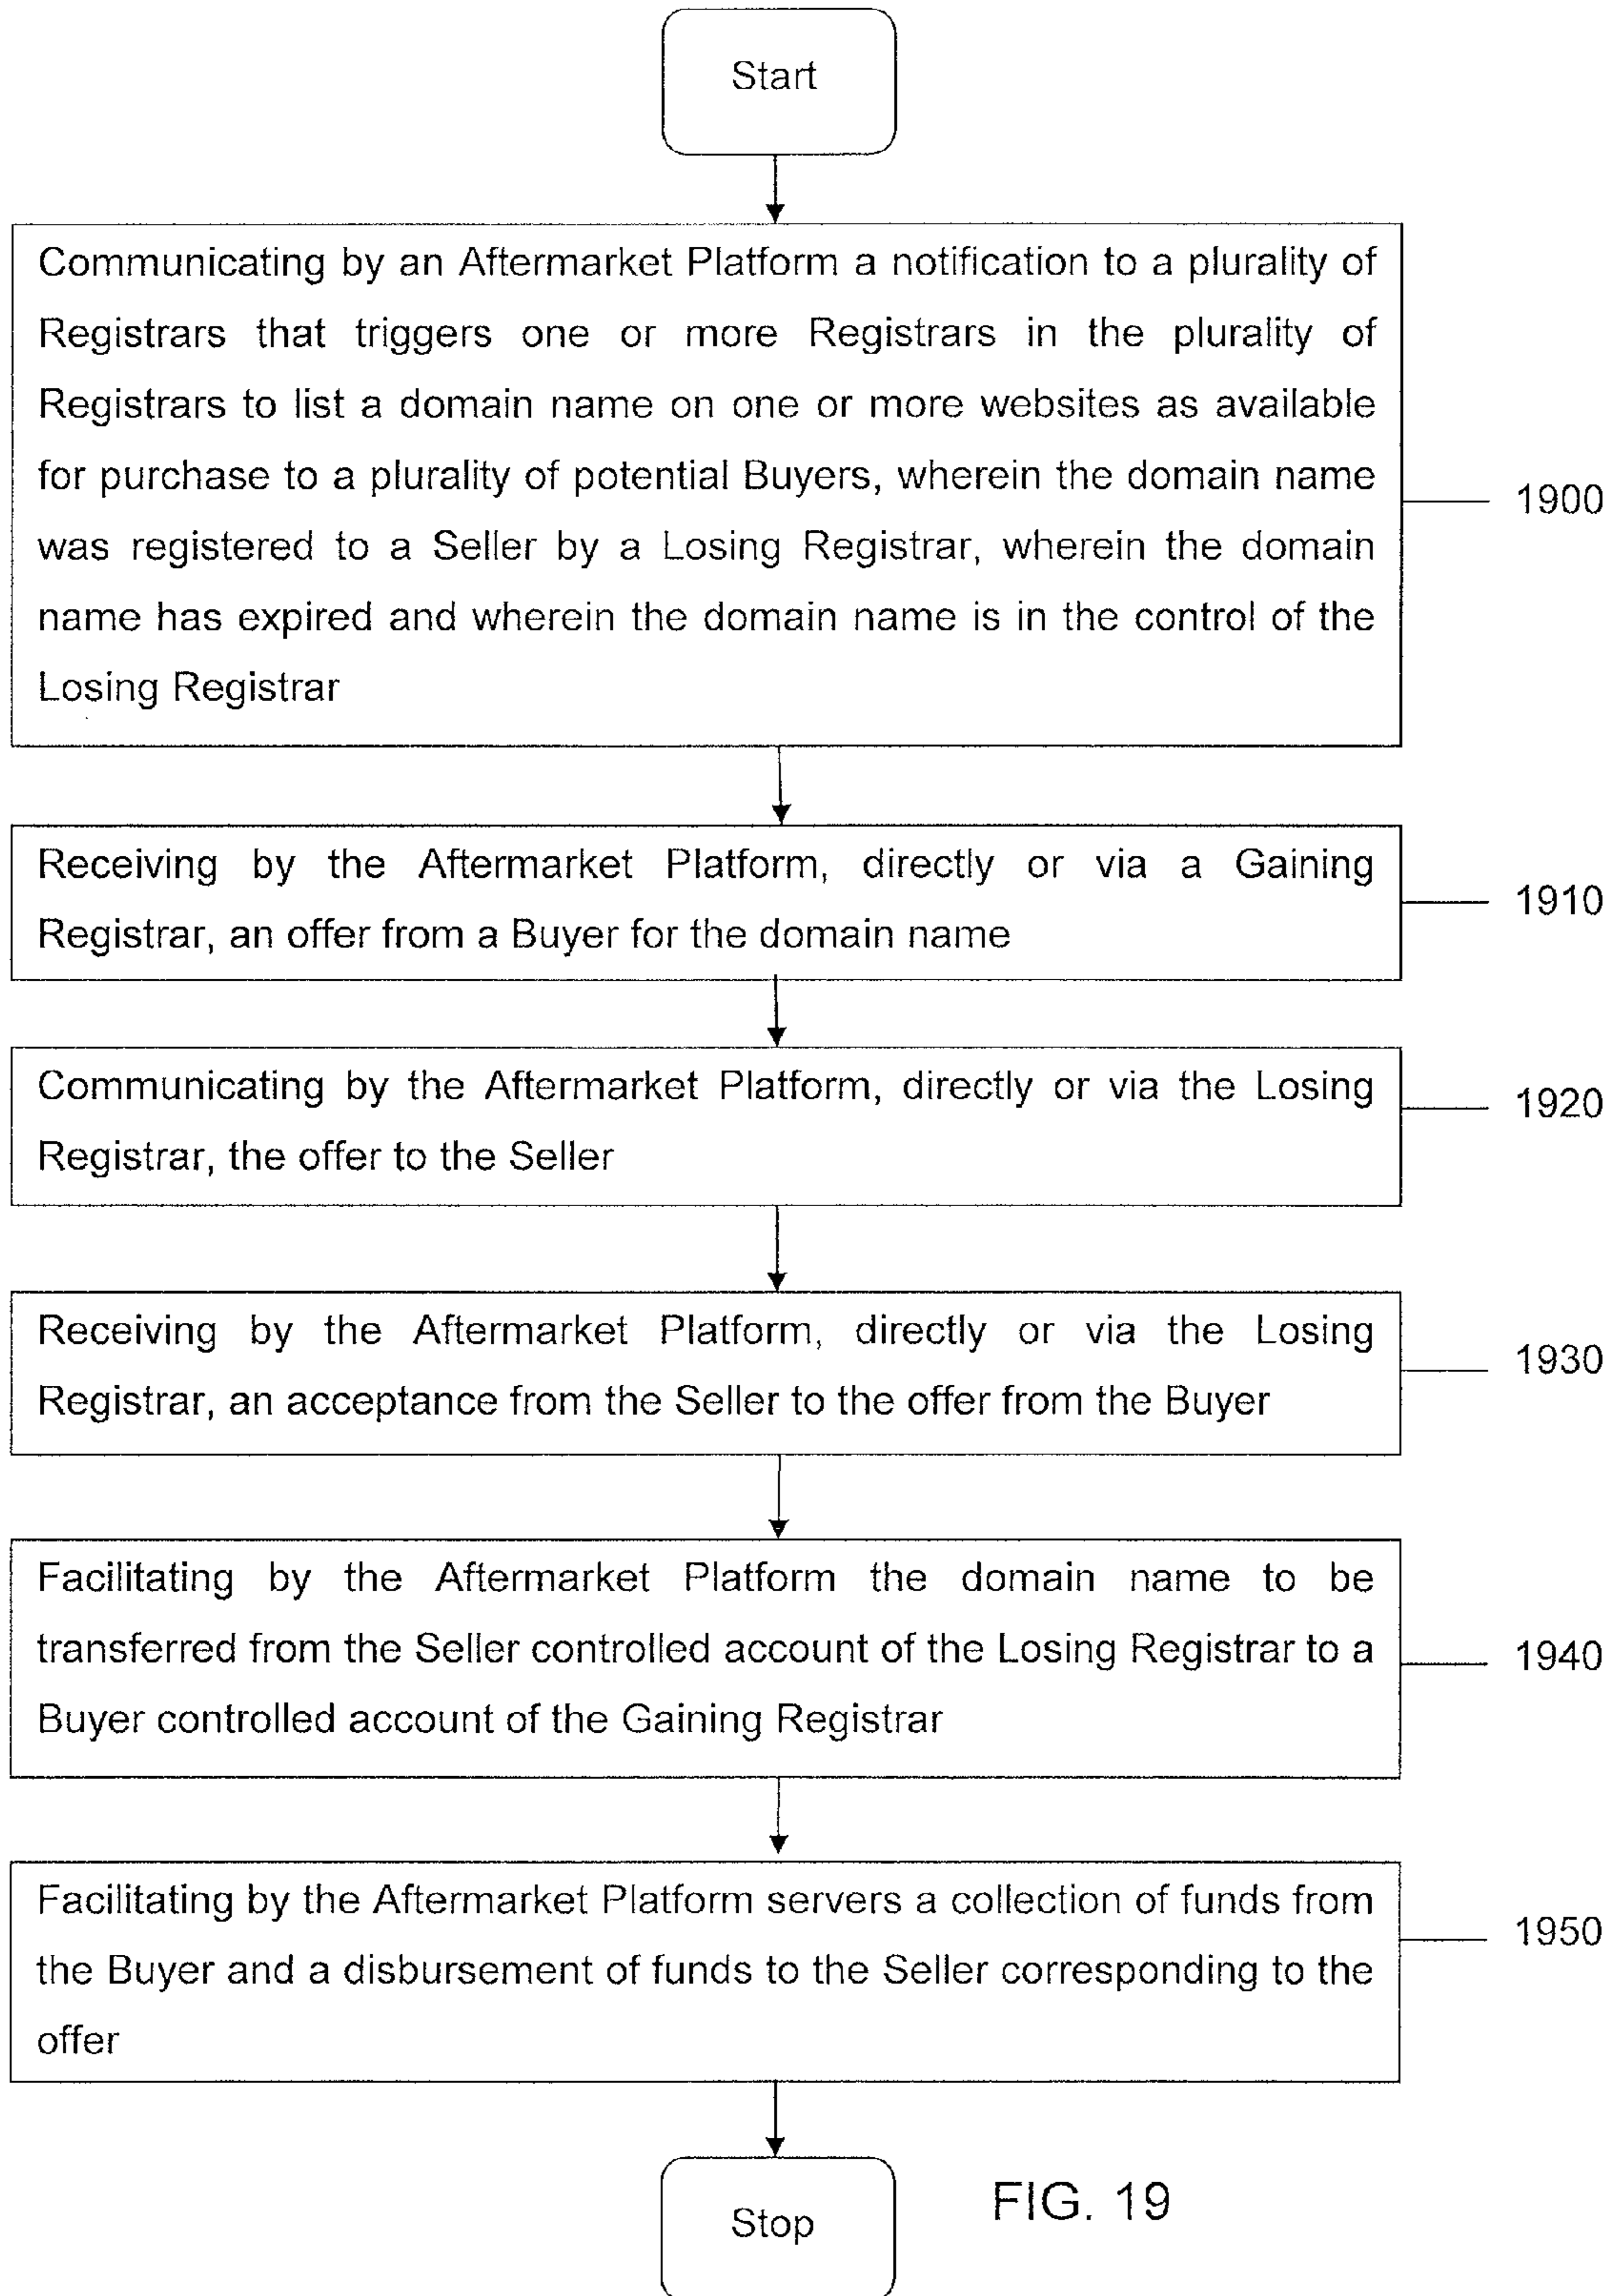 Start
Communicating by an Aftermarket Platform a notification to a plurality of
Registrars that triggers one or more Registrars in the plurality of
Registrars to list a domain name on one or more websites as available
for purchase to a plurality of potential Buyers, wherein the domain name
was registered to a Seller by a Losing Registrar, wherein the domain
name has expired and wherein the domain name is in the control of the
Losing Registrar
1900
Receiving by the Aftermarket Platform, directly or via a Gaining
Registrar, an offer from a Buyer for the domain name
1910
Communicating by the Aftermarket Platform, directly or via the Losing
Registrar, the offer to the Seller
1920
Receiving by the Aftermarket Platform, directly or via the Losing
Registrar, an acceptance from the Seller to the offer from the Buyer
1930
Facilitating by the Aftermarket Platform the domain name to be
transferred from the Seller controlled account of the Losing Registrar to a
Buyer controlled account of the Gaining Registrar
1940
Facilitating by the Aftermarket Platform servers a collection of funds from
the Buyer and a disbursement of funds to the Seller corresponding to the
offer
1950
Stop
FIG. 19